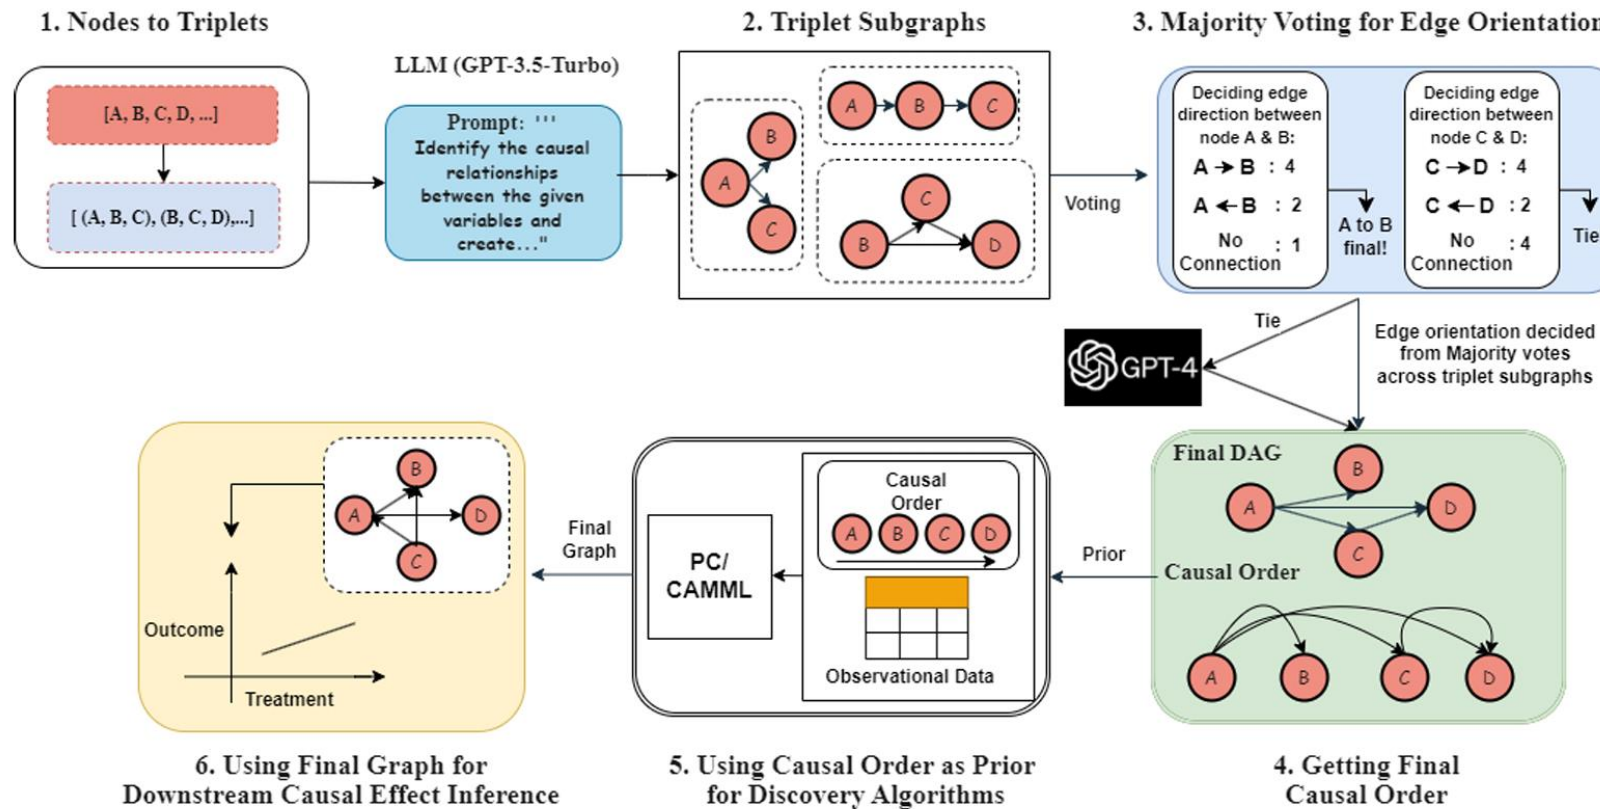 1. Nodes to Triplets
[A, B, C, D, ...]
[ (A, B, C), (B, C, D),...]
LLM (GPT-3.5-Turbo)
Prompt: '''
Identify the causal
relationships
between the given
variables and
create..."
2. Triplet Subgraphs
A
B
C
A
B
C
B
C
D
Voting
3. Majority Voting for Edge Orientation
Deciding edge
direction between
node A & B:
A → B : 4
A ← B : 2
No
Connection : 1
A to B
final!
Deciding edge
direction between
node C & D:
C → D : 4
C ← D : 2
No
Connection : 4
Tie
Tie
GPT-4
Edge orientation decided
from Majority votes
across triplet subgraphs
Final DAG
A
B
C
D
Causal Order
A
B
C
D
4. Getting Final
Causal Order
Prior
Causal
Order
A
B
C
D
Observational Data
PC/
CAMML
5. Using Causal Order as Prior
for Discovery Algorithms
Final
Graph
B
A
D
C
Outcome
Treatment
6. Using Final Graph for
Downstream Causal Effect Inference